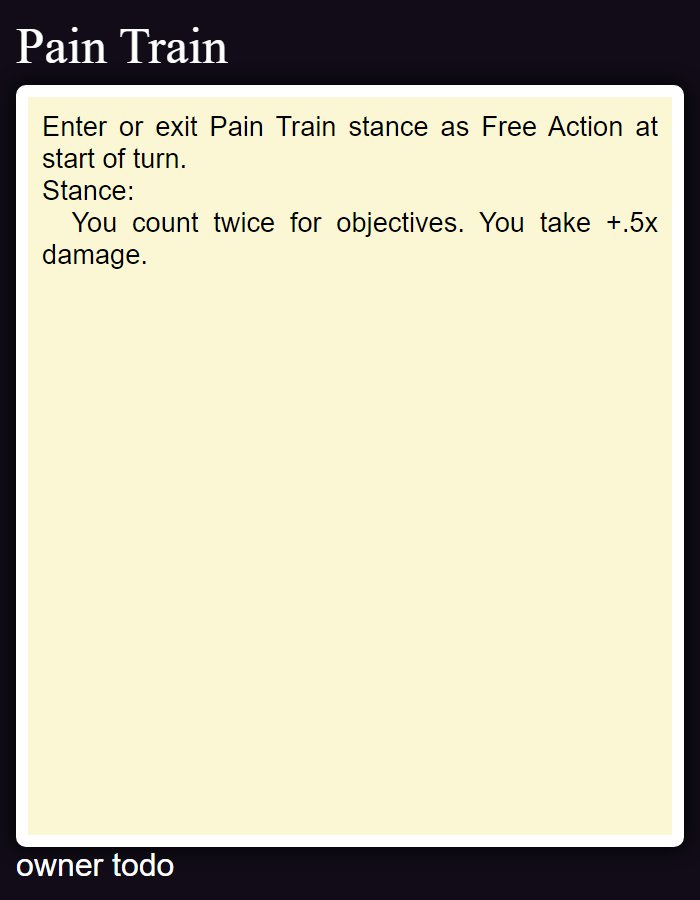 Pain Train
Enter or exit Pain Train stance as Free Action at
start of turn.
Stance:
You count twice for objectives. You take +.5x
damage.
owner todo